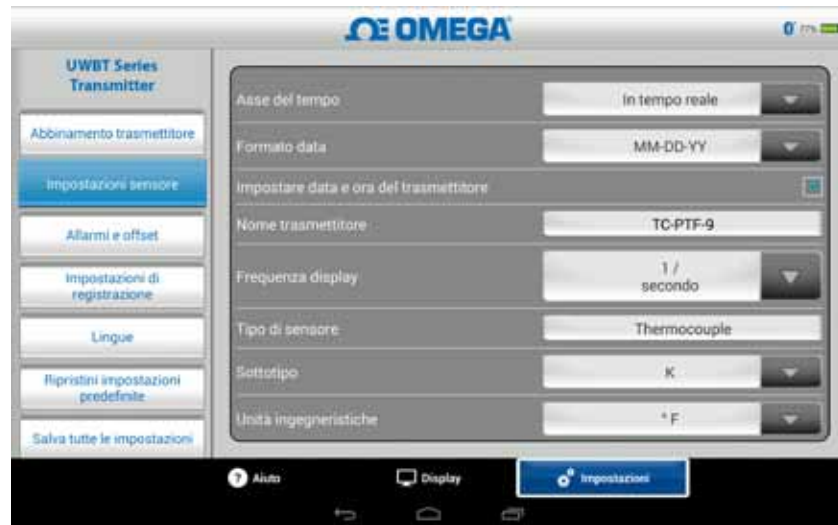 OMEGA
77%
UWBT Series
Transmitter
Abbinamento trasmettitore
Impostazioni sensore
Allarmi e offset
Impostazioni di
registrazione
Lingue
Ripristini impostazioni
predefinite
Salva tutte le impostazioni
Asse del tempo
In tempo reale
Formato data
MM-DD-YY
Impostare data e ora del trasmettitore
Nome trasmettitore
TC-PTF-9
Frequenza display
1 /
secondo
Tipo di sensore
Thermocouple
Sottotipo
K
Unità ingegneristiche
° F
? Aiuto
Display
Impostazioni